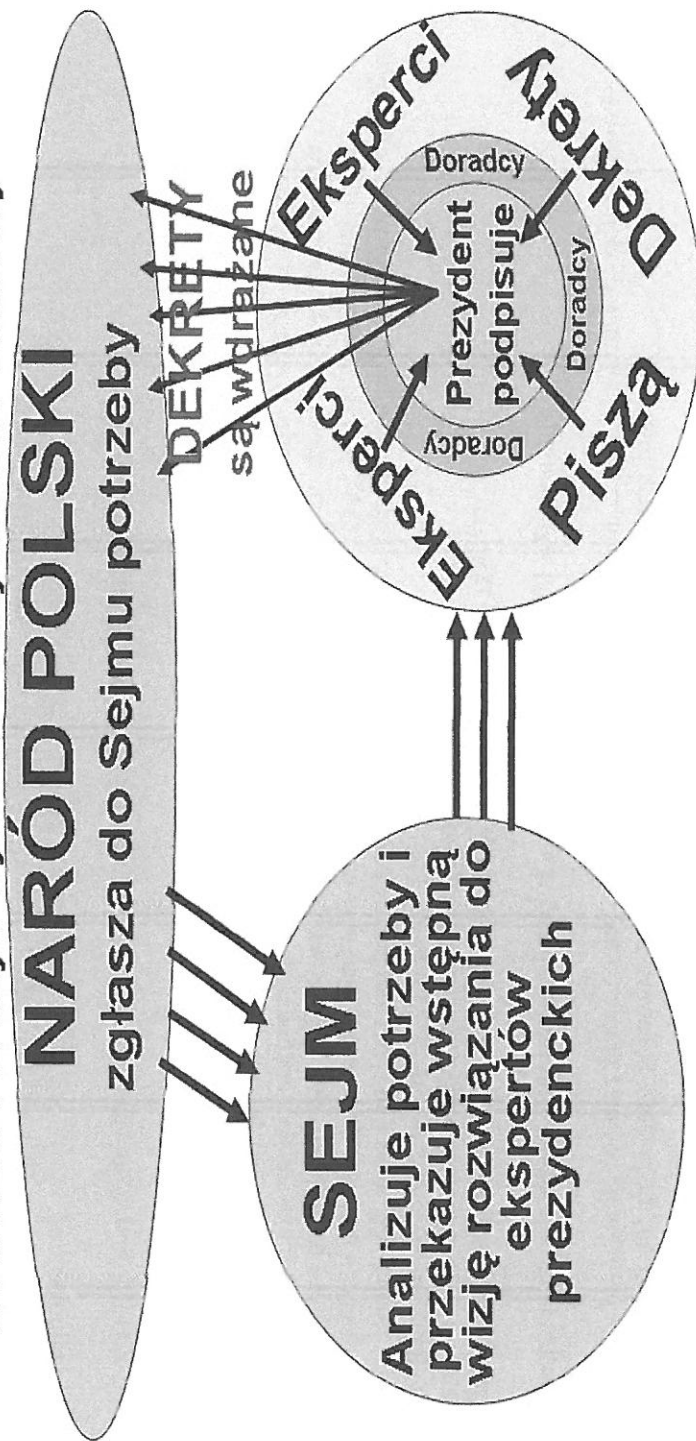 NARÓD POLSKI
zgłasza do Sejmu potrzeby
DEKRETY
są wdrażane
SEJM
Analizuje potrzeby i
przekazuje wstępną
wizję rozwiązania do
ekspertów
prezydenckich
Eksperci
Eksperci
Doradcy
Doradcy
Doradcy
Prezydent
podpisuje
Piszą
Dekrety